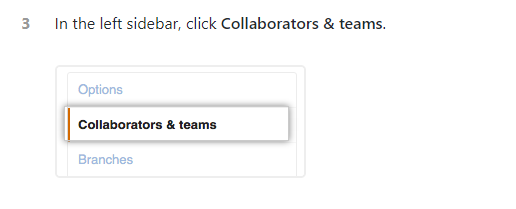 3 In the left sidebar, click Collaborators & teams.
Options
Collaborators & teams
Branches